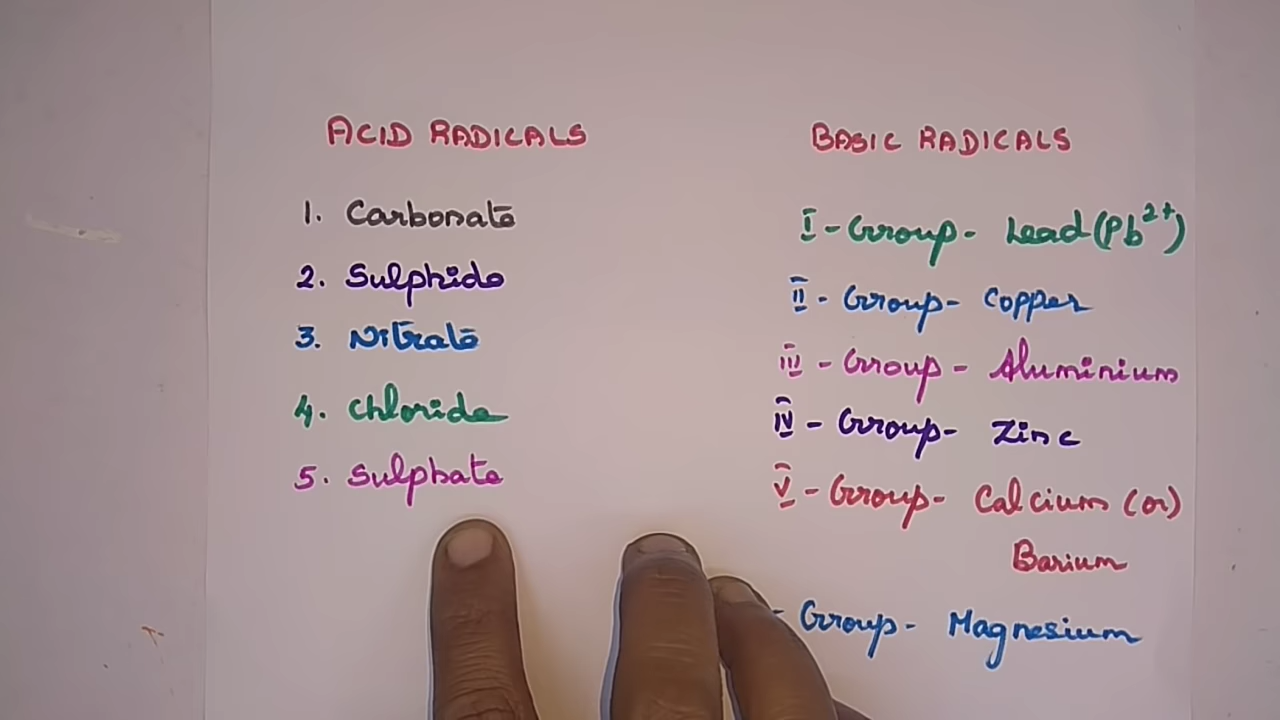 ACID RADICALS
1. Carbonate
2. Sulphide
3. Nitrate
4. Chloride
5. Sulphate
BASIC RADICALS
I - Group - Lead (Pb²⁺)
II - Group - Copper
III - Group - Aluminium
IV - Group - Zinc
V - Group - Calcium (or)
Barium
- Group - Magnesium